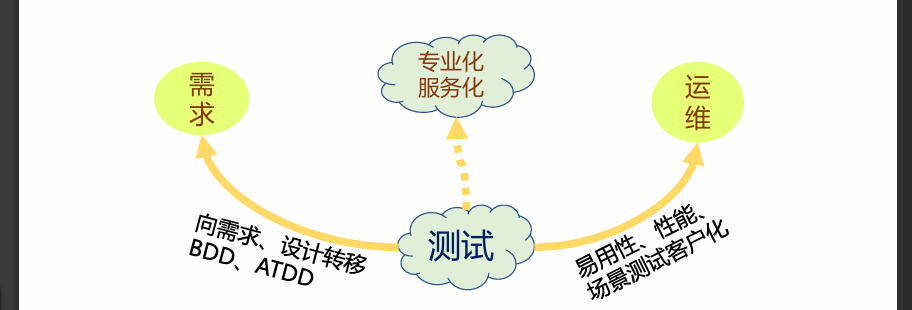 专业化
服务化
需
求
运
维
测试
向需求、设计转移
BDD、ATDD
易用性、性能、
场景测试客户化